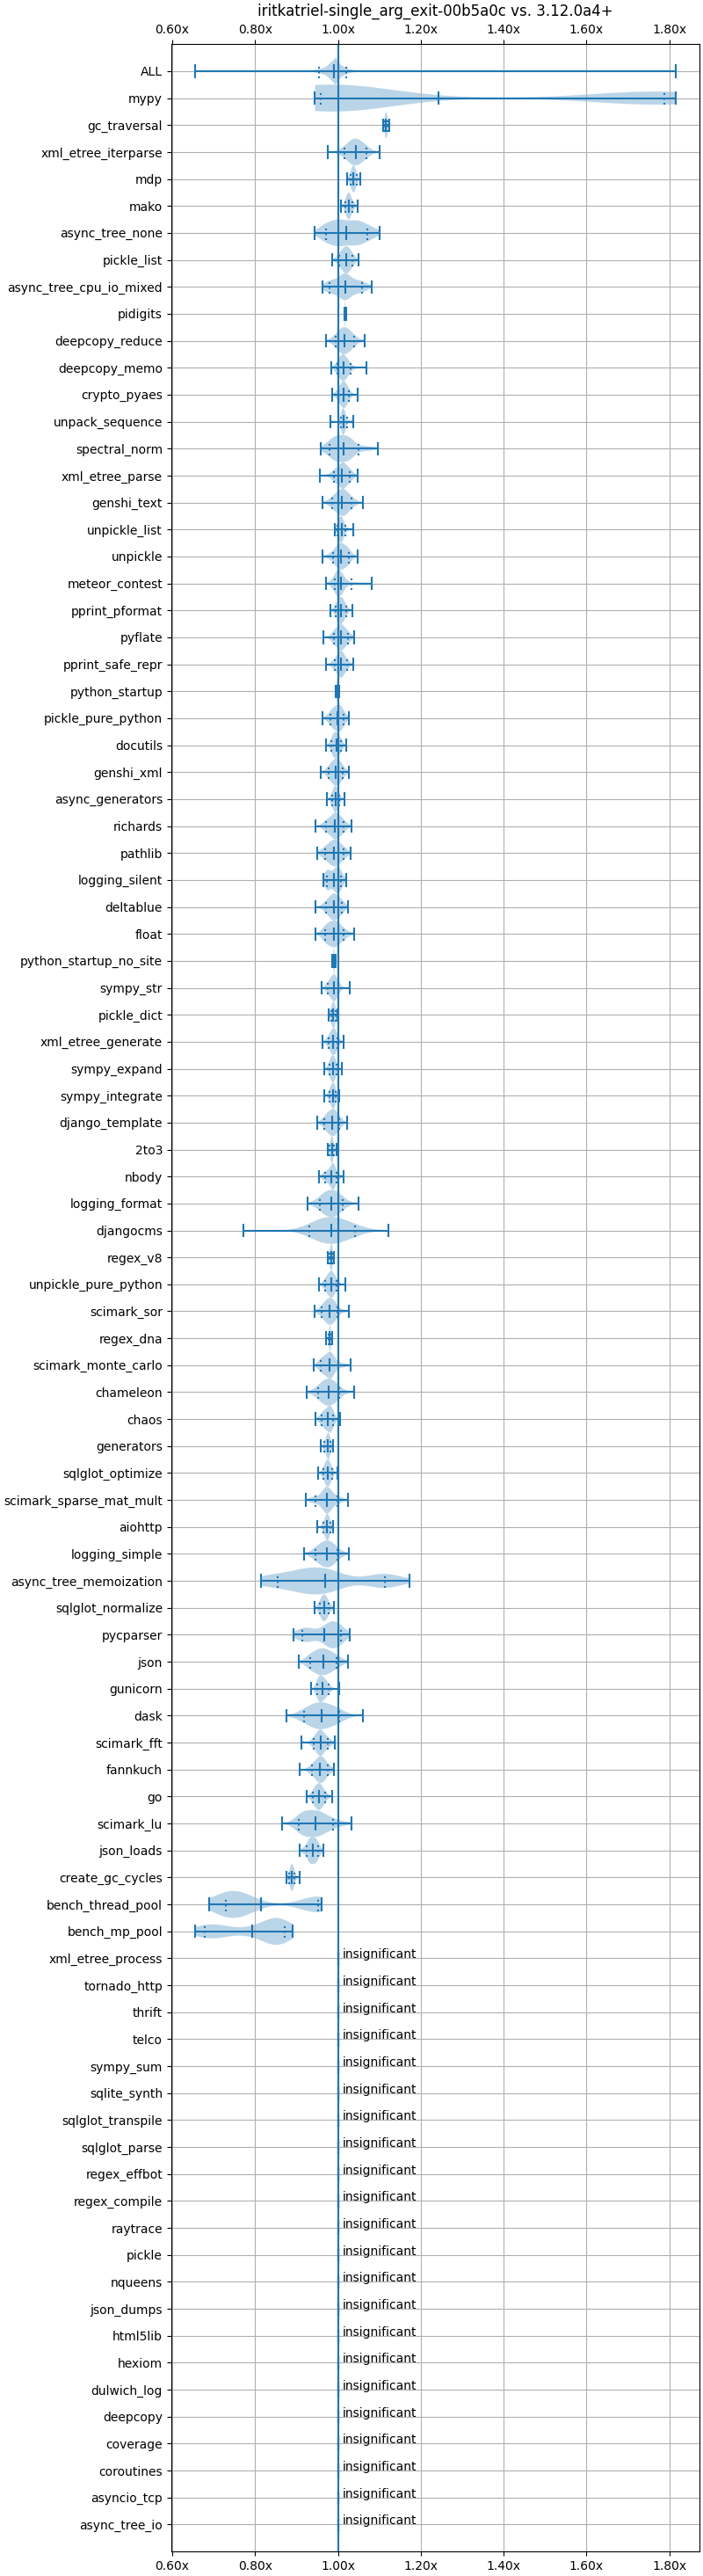 iritkatriel-single_arg_exit-00b5a0c vs. 3.12.0a4+
0.60x 0.80x 1.00x 1.20x 1.40x 1.60x 1.80x
ALL
mypy
gc_traversal
xml_etree_iterparse
mdp
mako
async_tree_none
pickle_list
async_tree_cpu_io_mixed
pidigits
deepcopy_reduce
deepcopy_memo
crypto_pyaes
unpack_sequence
spectral_norm
xml_etree_parse
genshi_text
unpickle_list
unpickle
meteor_contest
pprint_pformat
pyflate
pprint_safe_repr
python_startup
pickle_pure_python
docutils
genshi_xml
async_generators
richards
pathlib
logging_silent
deltablue
float
python_startup_no_site
sympy_str
pickle_dict
xml_etree_generate
sympy_expand
sympy_integrate
django_template
2to3
nbody
logging_format
djangocms
regex_v8
unpickle_pure_python
scimark_sor
regex_dna
scimark_monte_carlo
chameleon
chaos
generators
sqlglot_optimize
scimark_sparse_mat_mult
aiohttp
logging_simple
async_tree_memoization
sqlglot_normalize
pycparser
json
gunicorn
dask
scimark_fft
fannkuch
go
scimark_lu
json_loads
create_gc_cycles
bench_thread_pool
bench_mp_pool
xml_etree_process insignificant
tornado_http insignificant
thrift insignificant
telco insignificant
sympy_sum insignificant
sqlite_synth insignificant
sqlglot_transpile insignificant
sqlglot_parse insignificant
regex_effbot insignificant
regex_compile insignificant
raytrace insignificant
pickle insignificant
nqueens insignificant
json_dumps insignificant
html5lib insignificant
hexiom insignificant
dulwich_log insignificant
deepcopy insignificant
coverage insignificant
coroutines insignificant
asyncio_tcp insignificant
async_tree_io insignificant
0.60x 0.80x 1.00x 1.20x 1.40x 1.60x 1.80x